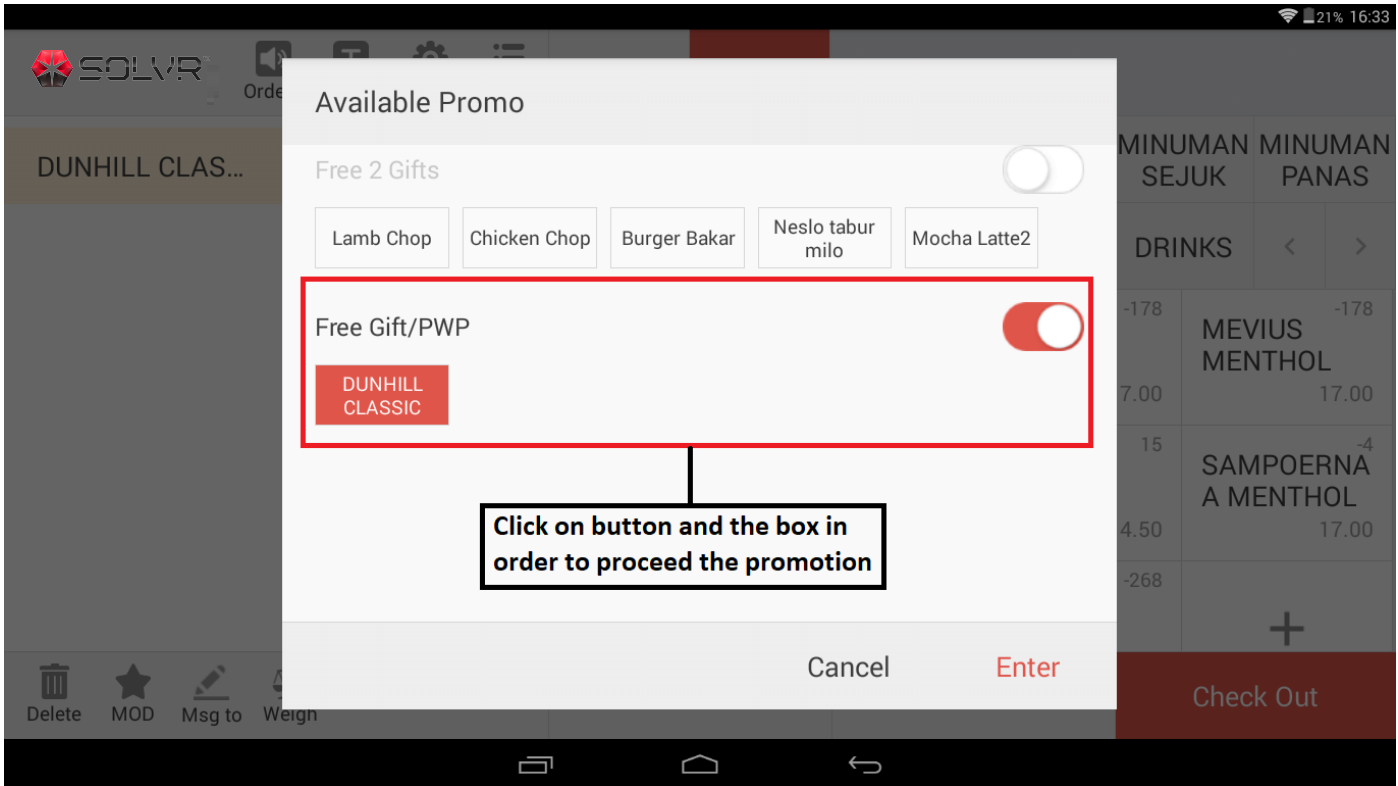 21% 16:33
SOLVR
Orde
Available Promo
DUNHILL CLAS...
Free 2 Gifts
Lamb Chop
Chicken Chop
Burger Bakar
Neslo tabur
milo
Mocha Latte2
Free Gift/PWP
DUNHILL
CLASSIC
Click on button and the box in
order to proceed the promotion
Cancel
Enter
MINUMAN
SEJUK
MINUMAN
PANAS
DRINKS
<
>
-178
7.00
-178
MEVIUS
MENTHOL
17.00
15
4.50
-4
SAMPOERNA
A MENTHOL
17.00
-268
+
Delete
MOD
Msg to
Weigh
Check Out